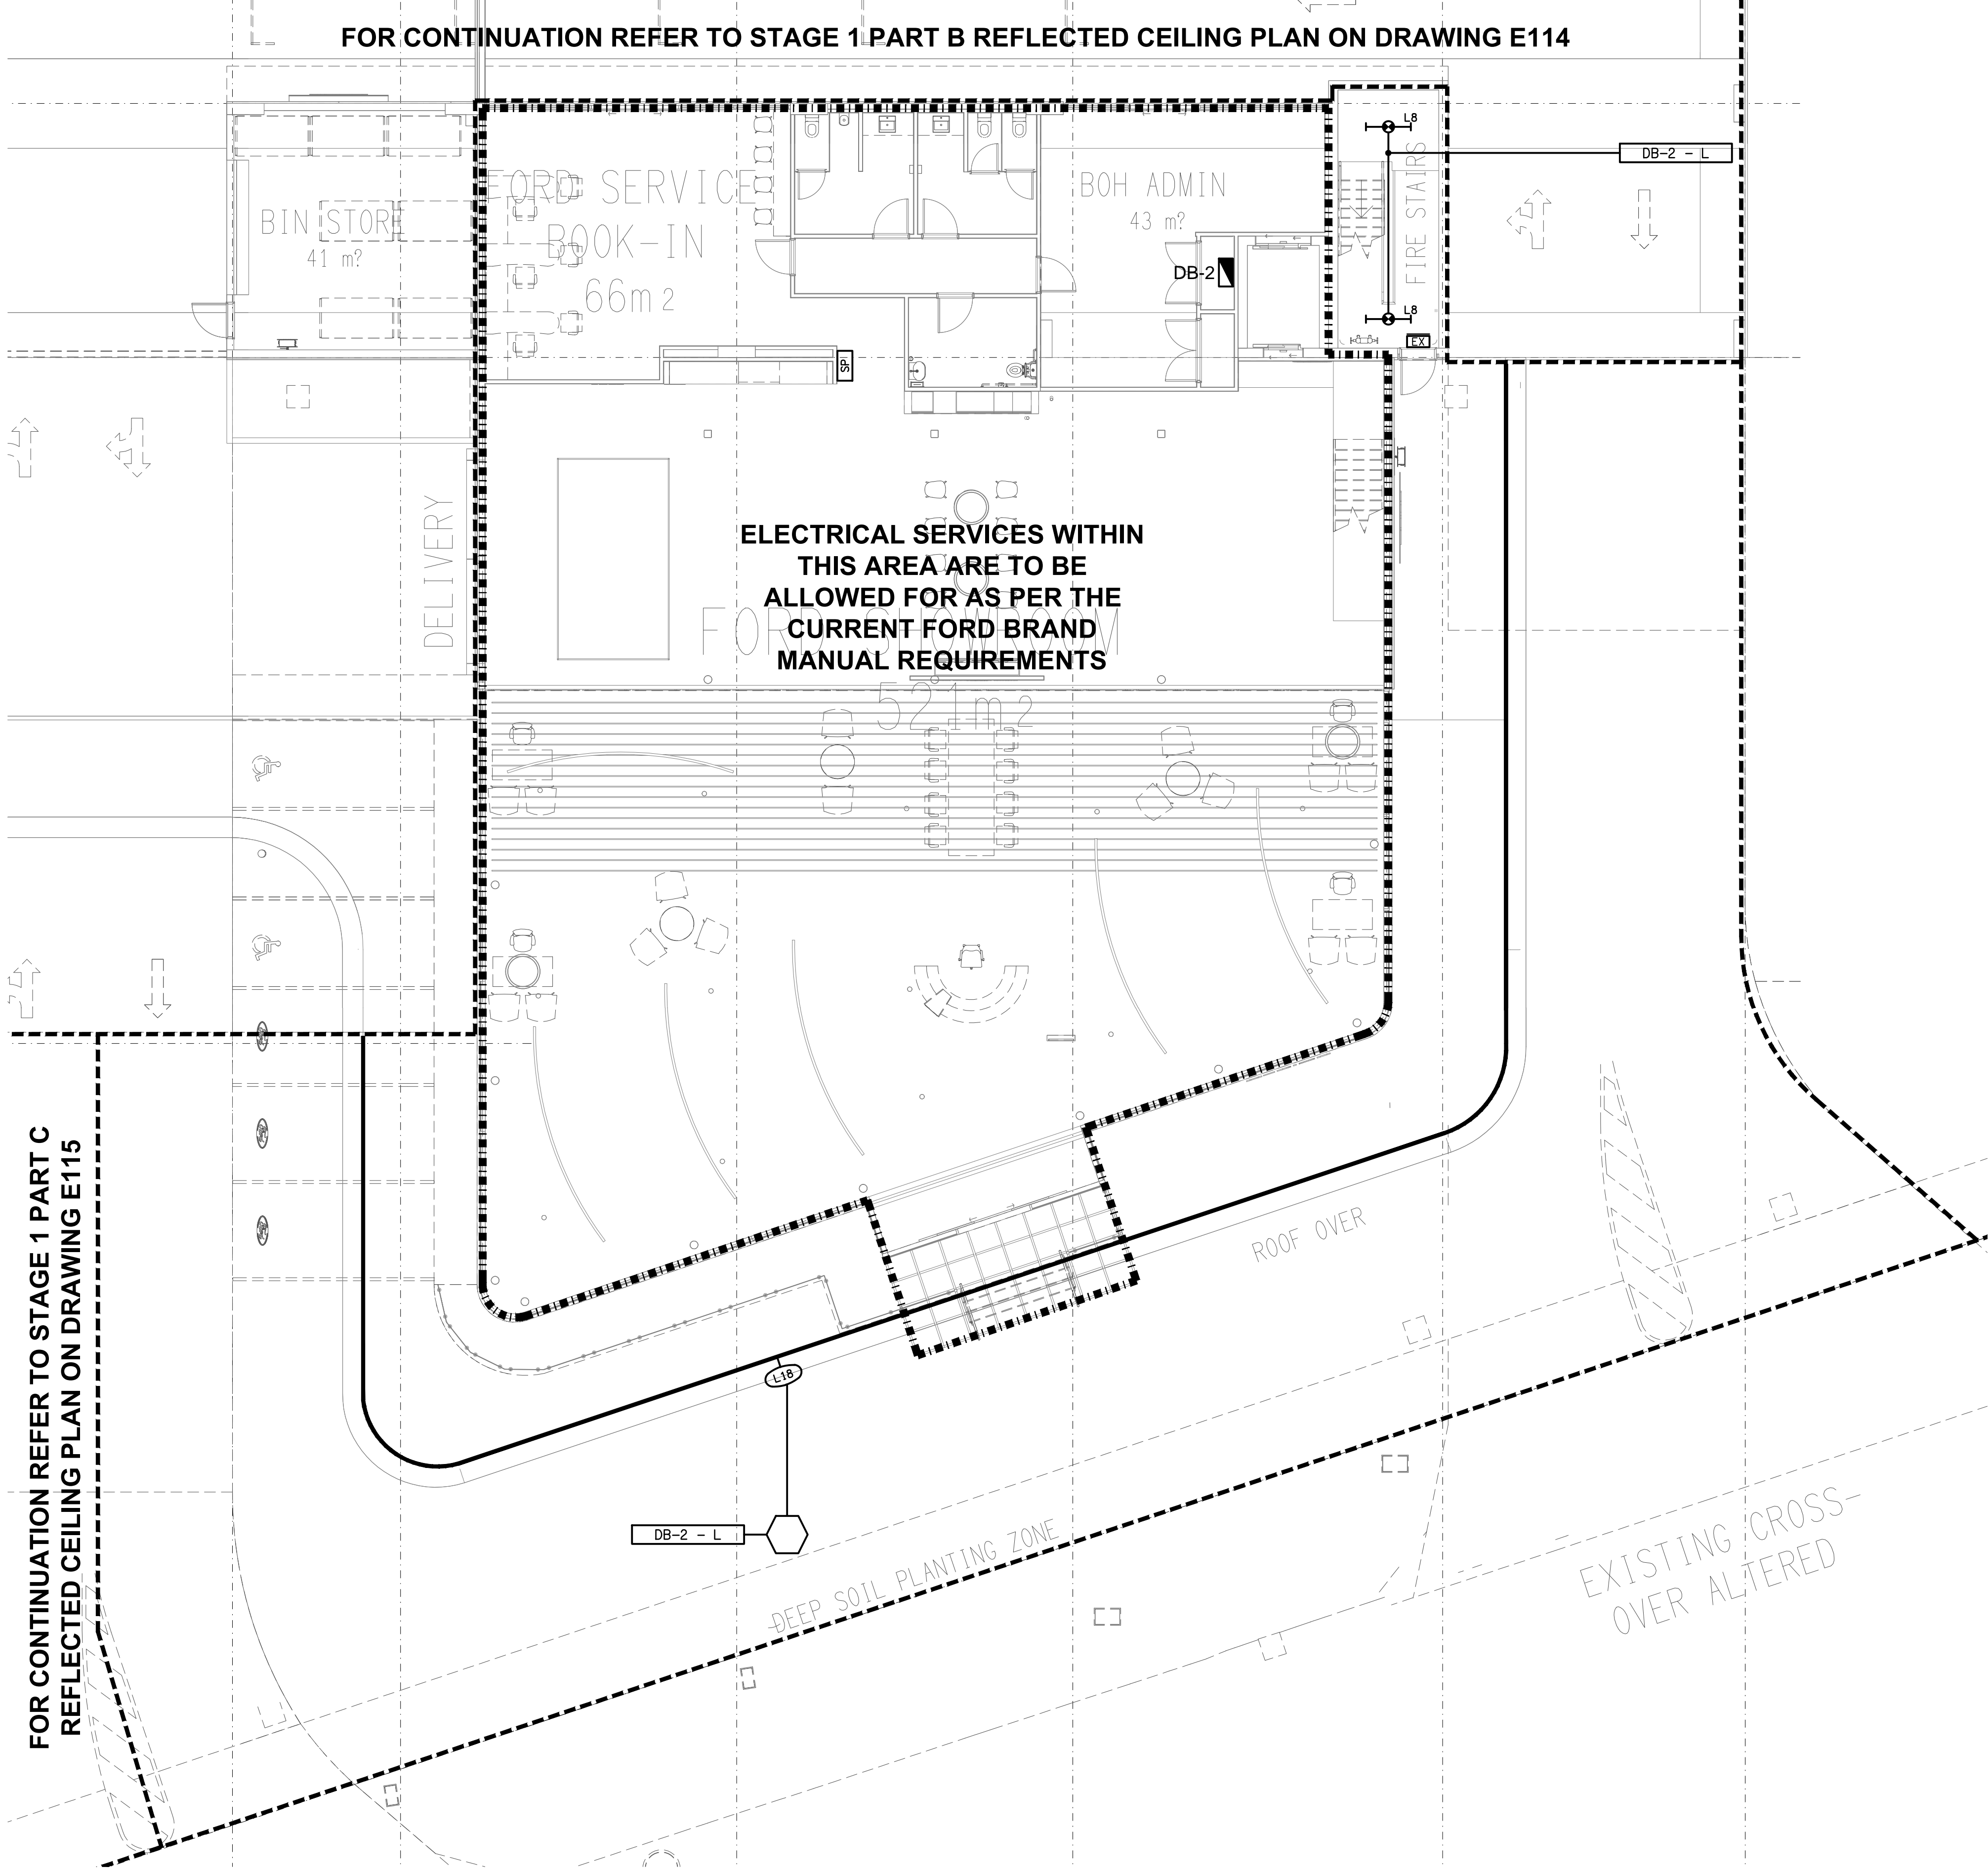 FOR CONTINUATION REFER TO STAGE 1 PART B REFLECTED CEILING PLAN ON DRAWING E114
L8
DB-2 - L
FIRE STAIRS
FORD SERVICE
BOOK-IN
66m2
BOH ADMIN
43 m?
BIN STORE
41 m?
DB-2
L8
EX
SP
DELIVERY
ELECTRICAL SERVICES WITHIN
THIS AREA ARE TO BE
ALLOWED FOR AS PER THE
CURRENT FORD BRAND
MANUAL REQUIREMENTS
FORD SHOWROOM
521m2
FOR CONTINUATION REFER TO STAGE 1 PART C
REFLECTED CEILING PLAN ON DRAWING E115
ROOF OVER
L18
DB-2 - L
DEEP SOIL PLANTING ZONE
EXISTING CROSS-
OVER ALTERED